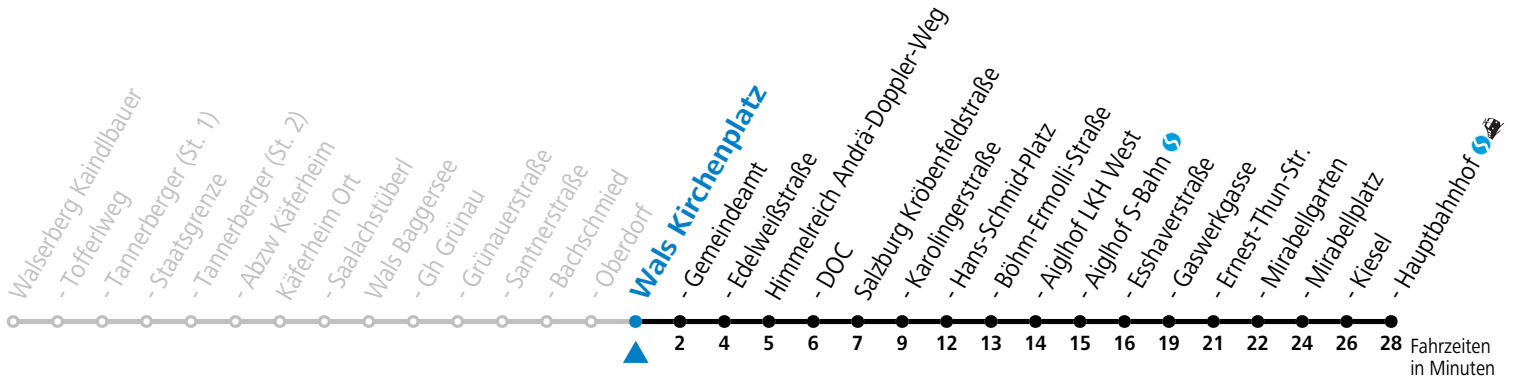 Walserberg Kaindlbauer
- Tofferlweg
- Tannerberger (St. 1)
- Staatsgrenze
- Tannerberger (St. 2)
- Abzw Käferheim
Käferheim Ort
- Saalachstüberl
Wals Baggersee
- Gh Grünau
- Grünauerstraße
- Santnerstraße
- Bachschmied
- Oberdorf
Wals Kirchenplatz
- Gemeindeamt
- Edelweißstraße
Himmelreich Andrä-Doppler-Weg
- DOC
Salzburg Kröbenfeldstraße
- Karolingerstraße
- Hans-Schmid-Platz
- Böhm-Ermolli-Straße
- Aiglhof LKH West
- Aiglhof S-Bahn
- Esshaverstraße
- Gaswerkgasse
- Ernest-Thun-Str.
- Mirabellgarten
- Mirabellplatz
- Kiesel
- Hauptbahnhof
2 4 5 6 7 9 12 13 14 15 16 19 21 22 24 26 28
Fahrzeiten
in Minuten